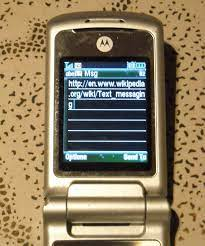 Msg
http://en.www.wikipedia
.org/wiki/Text_messagin
g
Options
Send To